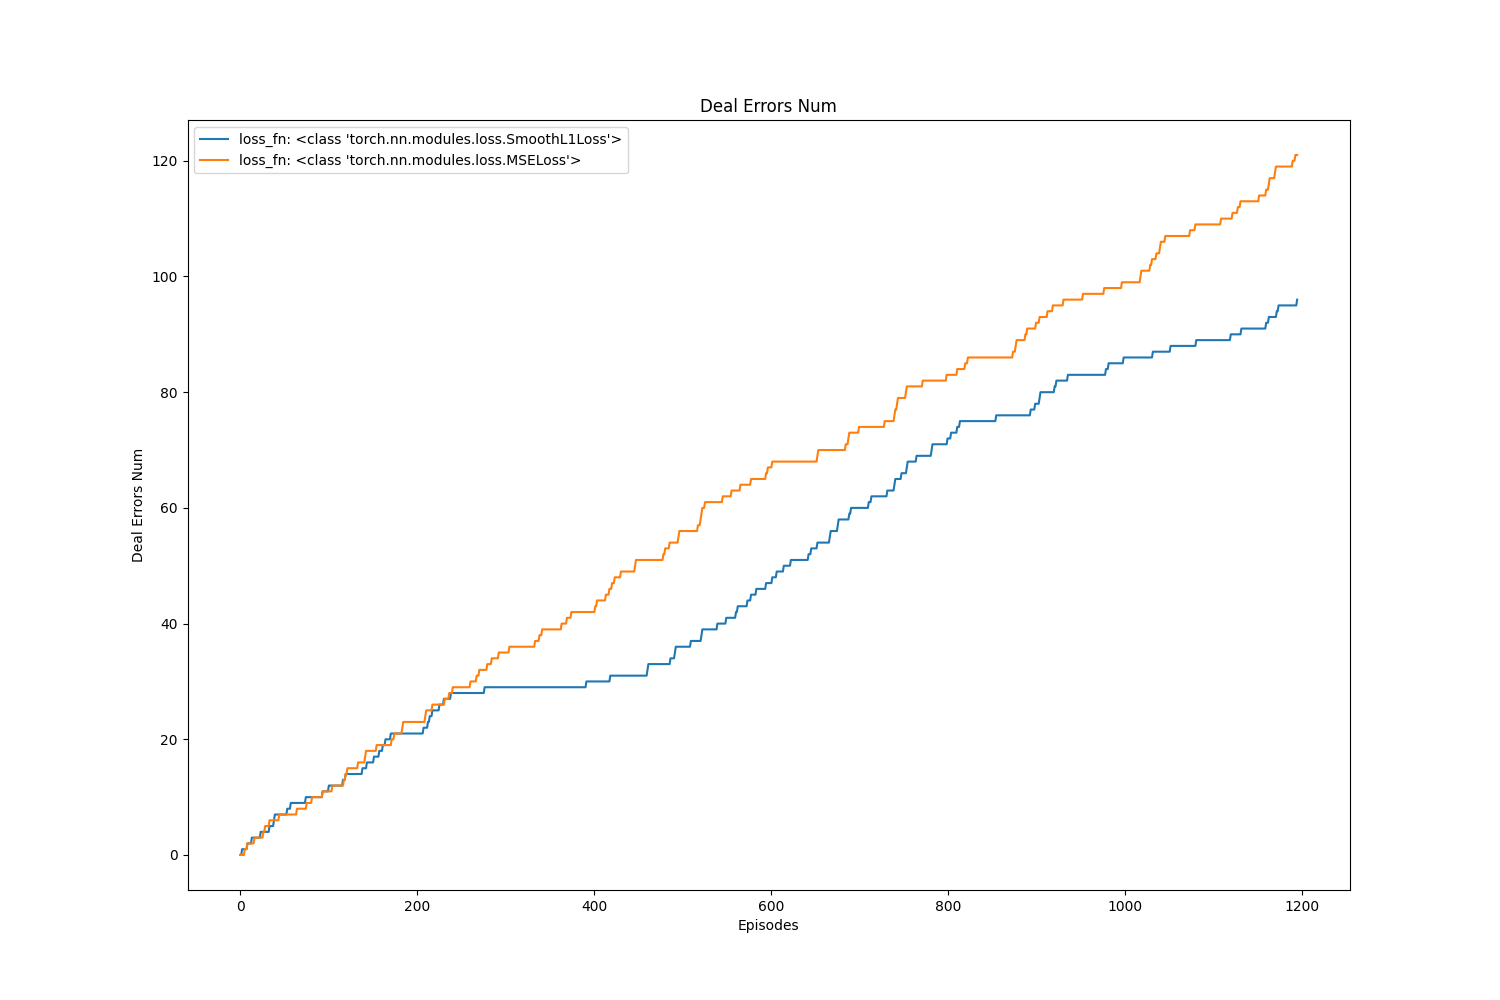 Deal Errors Num
loss_fn: <class 'torch.nn.modules.loss.SmoothL1Loss'>
loss_fn: <class 'torch.nn.modules.loss.MSELoss'>
120
100
80
60
40
20
0
Deal Errors Num
0 200 400 600 800 1000 1200
Episodes